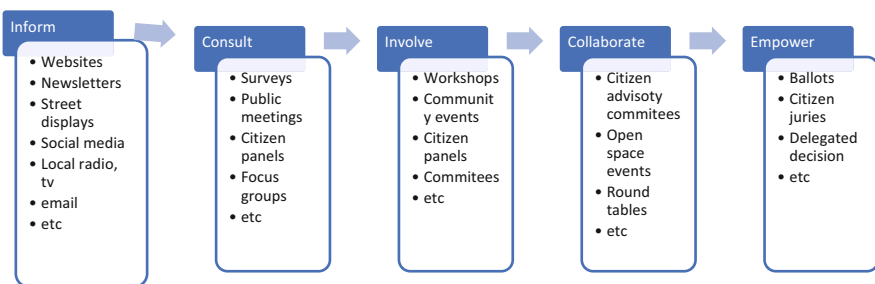 Inform
• Websites
• Newsletters
• Street
displays
• Social media
• Local radio,
tv
• email
• etc
Consult
• Surveys
• Public
meetings
• Citizen
panels
• Focus
groups
• etc
Involve
• Workshops
• Communit
y events
• Citizen
panels
• Commitees
• etc
Collaborate
• Citizen
advisoty
commitees
• Open
space
events
• Round
tables
• etc
Empower
• Ballots
• Citizen
juries
• Delegated
decision
• etc